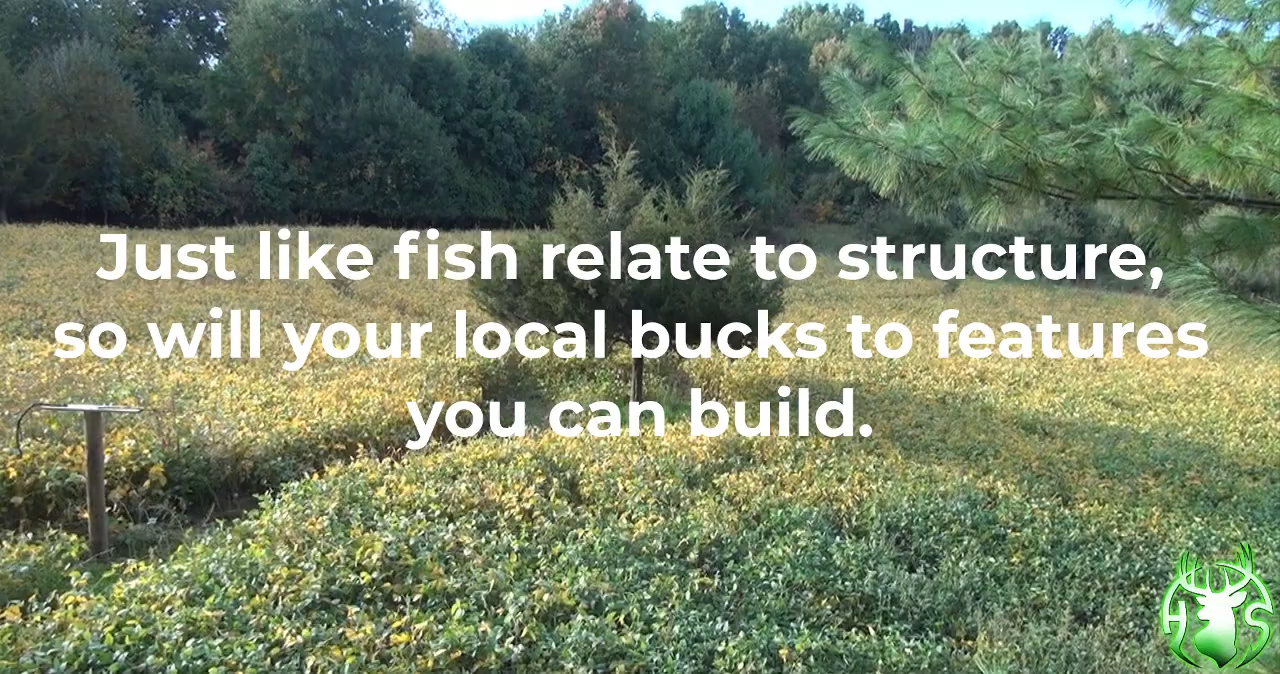 Just like fish relate to structure,
so will your local bucks to features
you can build.
H S